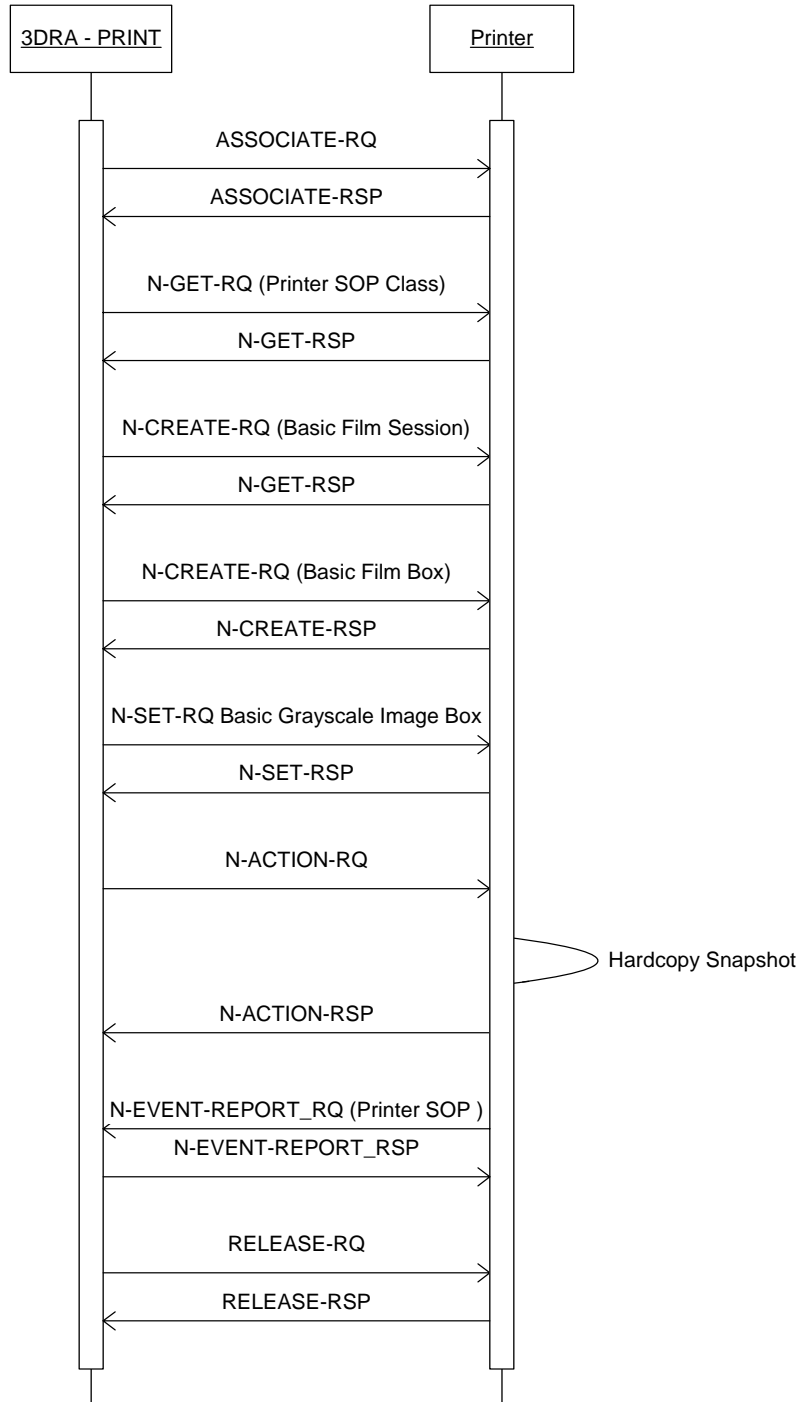 3DRA - PRINT
Printer
ASSOCIATE-RQ
ASSOCIATE-RSP
N-GET-RQ (Printer SOP Class)
N-GET-RSP
N-CREATE-RQ (Basic Film Session)
N-GET-RSP
N-CREATE-RQ (Basic Film Box)
N-CREATE-RSP
N-SET-RQ Basic Grayscale Image Box
N-SET-RSP
N-ACTION-RQ
Hardcopy Snapshot
N-ACTION-RSP
N-EVENT-REPORT_RQ (Printer SOP )
N-EVENT-REPORT_RSP
RELEASE-RQ
RELEASE-RSP